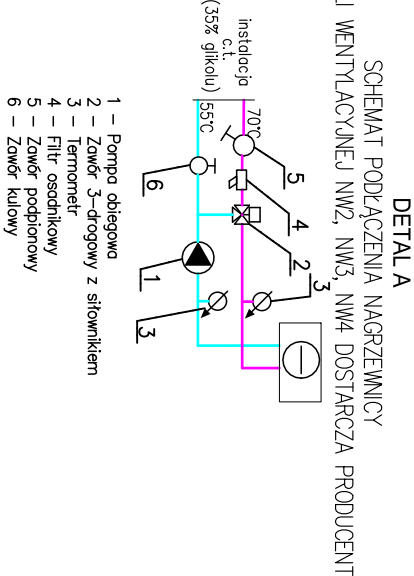 DETAL A
SCHEMAT PODŁĄCZENIA NAGRZEWNICY
LI WENTYLACYJNEJ NW2, NW3, NW4 DOSTARCZA PRODUCENT
instalacja
c.t.
(35% glikolu)
70°C
55°C
5
4
2
3
6
1
3
1 – Pompa obiegowa
2 – Zawór 3–drogowy z siłownikiem
3 – Termometr
4 – Filtr osadnikowy
5 – Zawór podpionowy
6 – Zawór kulowy